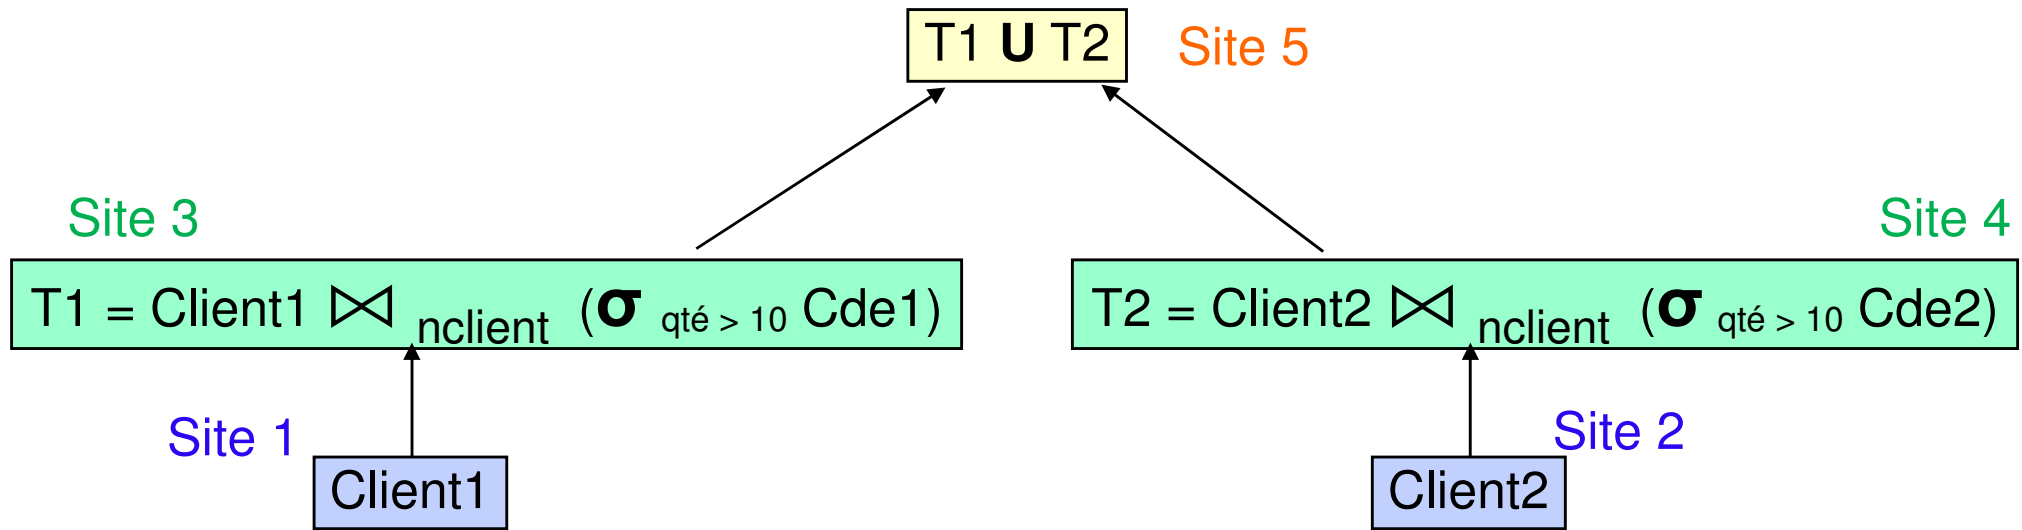 T1 U T2
Site 5
Site 3
Site 4
T1 = Client1 ⋈ nclient (σ qté > 10 Cde1)
T2 = Client2 ⋈ nclient (σ qté > 10 Cde2)
Site 1
Site 2
Client1
Client2